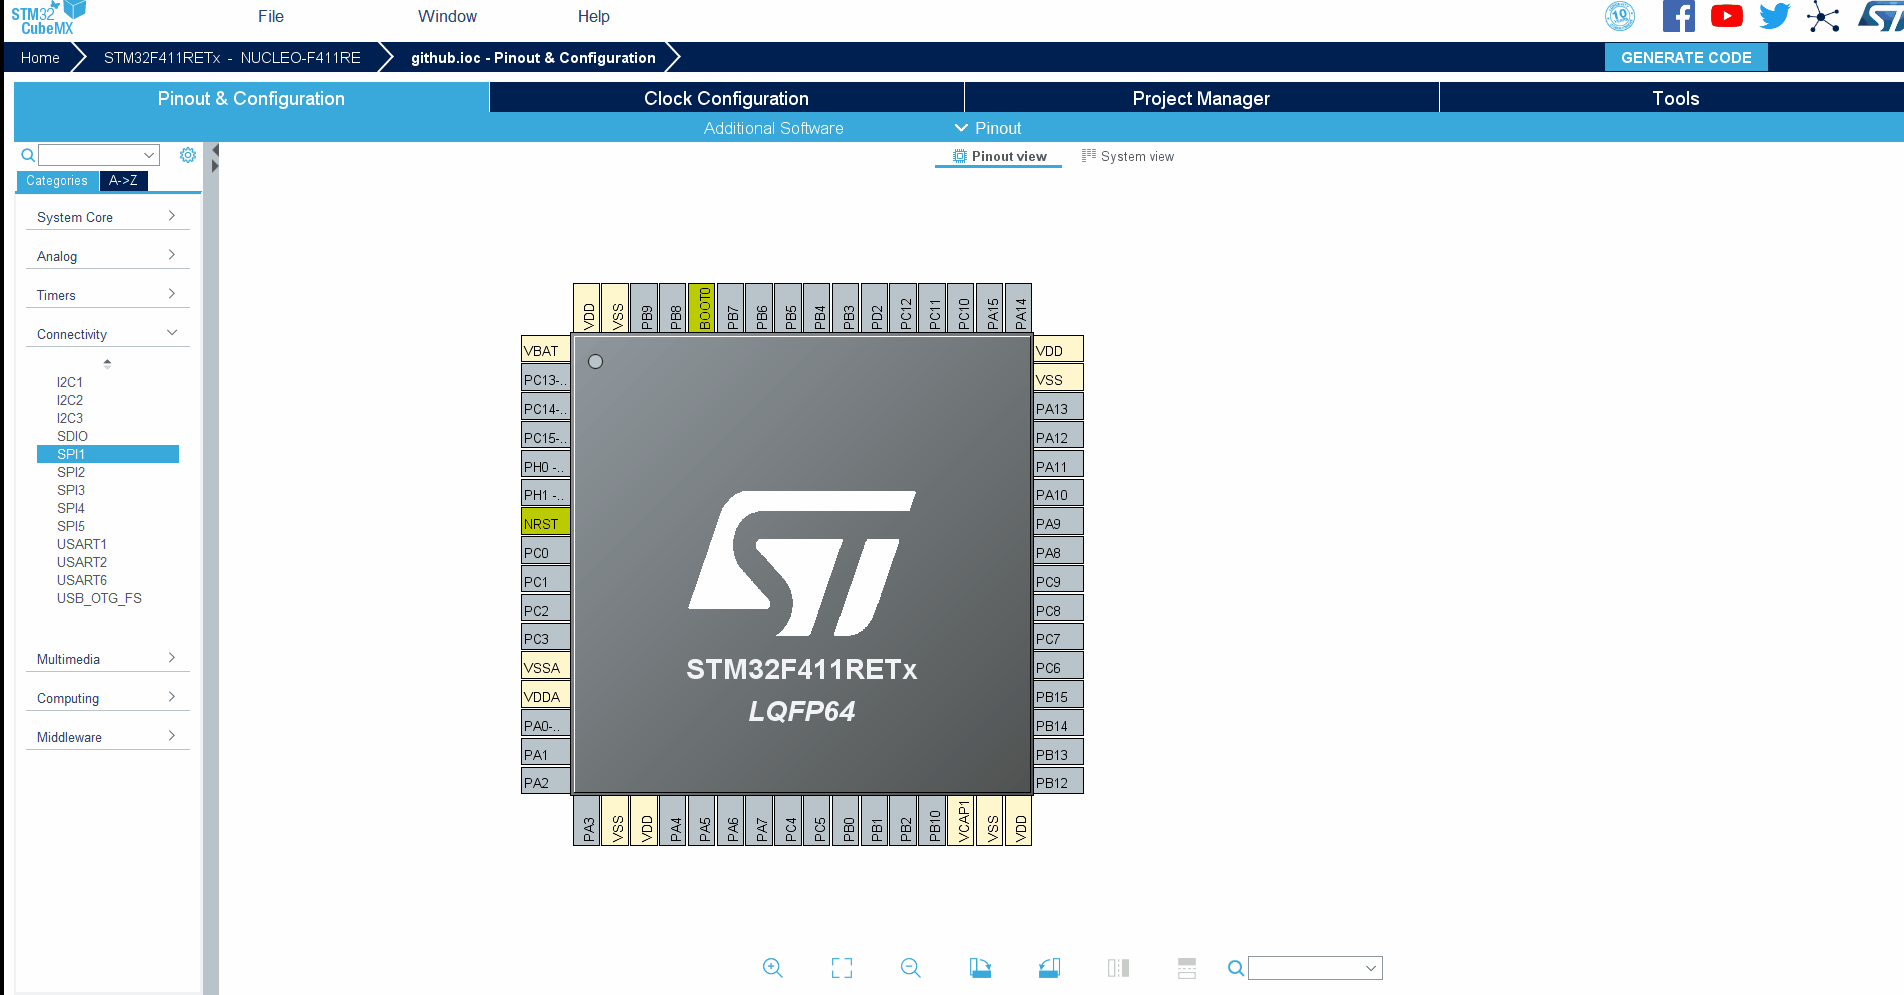 STM32
CubeMX
File
Window
Help
10
Home
STM32F411RETx - NUCLEO-F411RE
github.ioc - Pinout & Configuration
GENERATE CODE
Pinout & Configuration
Clock Configuration
Project Manager
Tools
Additional Software
Pinout
Pinout view
System view
Categories
A->Z
System Core
Analog
Timers
Connectivity
I2C1
I2C2
I2C3
SDIO
SPI1
SPI2
SPI3
SPI4
SPI5
USART1
USART2
USART6
USB_OTG_FS
Multimedia
Computing
Middleware
VDD
VSS
PB9
PB8
BOOT0
PB7
PB6
PB5
PB4
PB3
PD2
PC12
PC11
PC10
PA15
PA14
VBAT
PC13-..
PC14-..
PC15-..
PH0 -..
PH1 -..
NRST
PC0
PC1
PC2
PC3
VSSA
VDDA
PA0-..
PA1
PA2
ST
STM32F411RETx
LQFP64
VDD
VSS
PA13
PA12
PA11
PA10
PA9
PA8
PC9
PC8
PC7
PC6
PB15
PB14
PB13
PB12
PA3
VSS
VDD
PA4
PA5
PA6
PA7
PC4
PC5
PB0
PB1
PB2
PB10
VCAP1
VSS
VDD